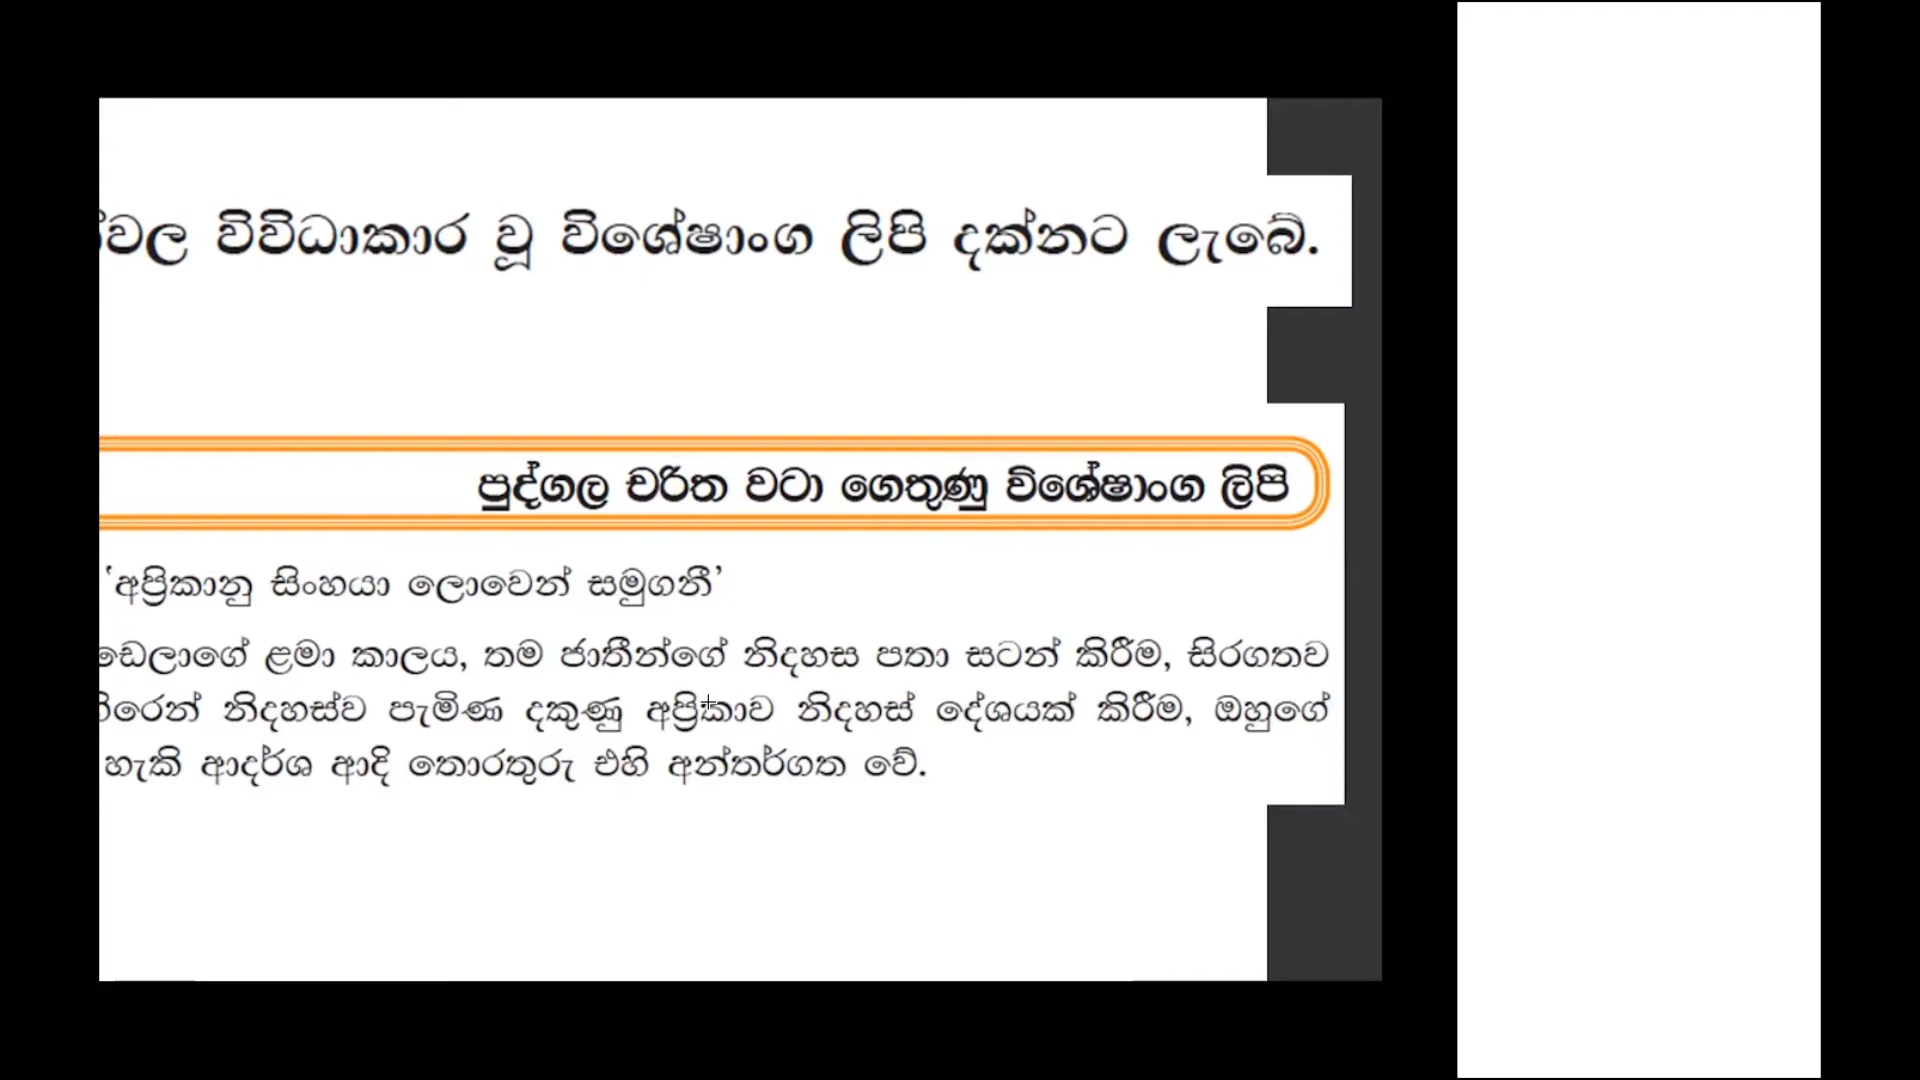 විවිධාකාර වූ විශේෂාංග ලිපි දක්නට ලැබේ.
පුද්ගල චරිත වටා ගෙතුණු විශේෂාංග ලිපි
‘අප්‍රිකානු සිංහයා ලොවෙන් සමුගනී’
ළමා කාලය, තම ජාතීන්ගේ නිදහස පතා සටන් කිරීම, සිරගතව
නිදහස්ව පැමිණ දකුණු අප්‍රිකාව නිදහස් දේශයක් කිරීම, ඔහුගේ
හැකි ආදර්ශ ආදි තොරතුරු එහි අන්තර්ගත වේ.